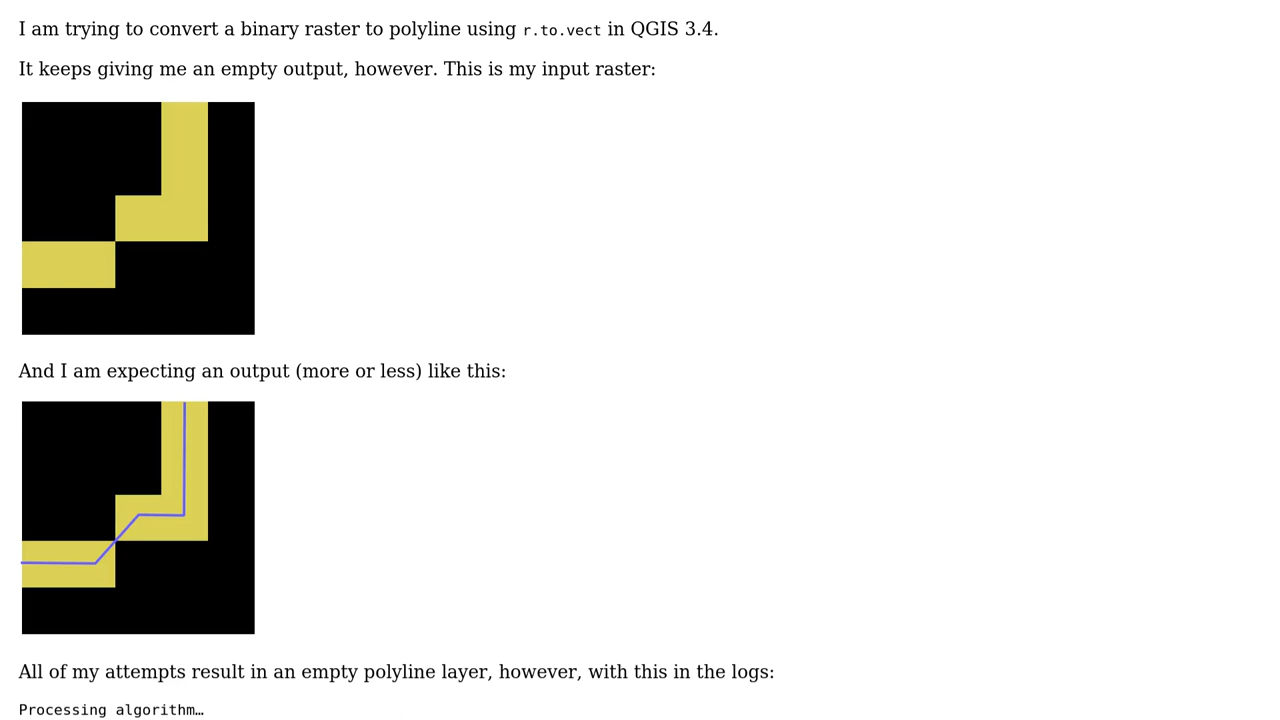 I am trying to convert a binary raster to polyline using r.to.vect in QGIS 3.4.
It keeps giving me an empty output, however. This is my input raster:
And I am expecting an output (more or less) like this:
All of my attempts result in an empty polyline layer, however, with this in the logs:
Processing algorithm…